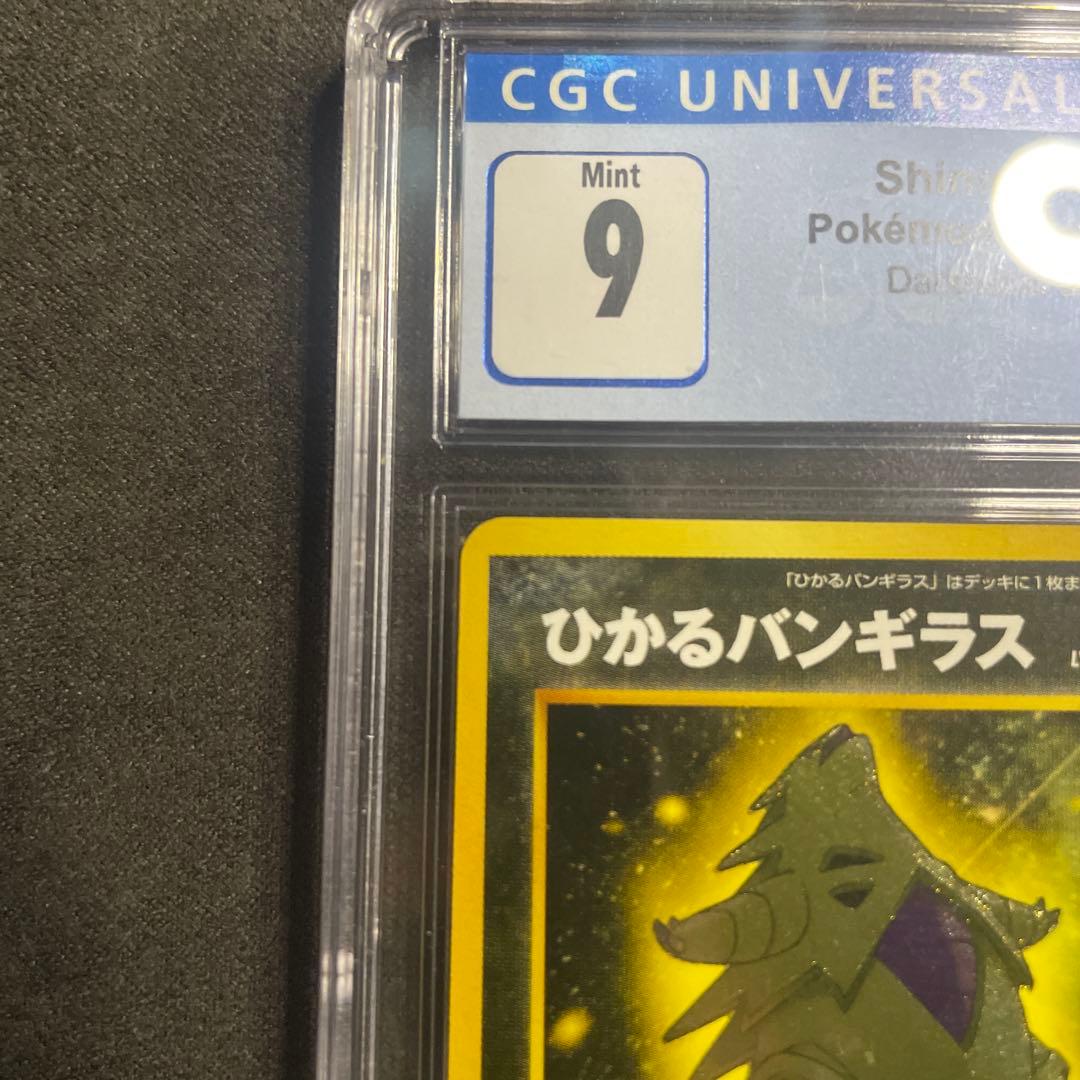 CGC UNIVERSAL
Mint
9
「ひかるバンギラス」はデッキに1枚ま
ひかるバンギラス